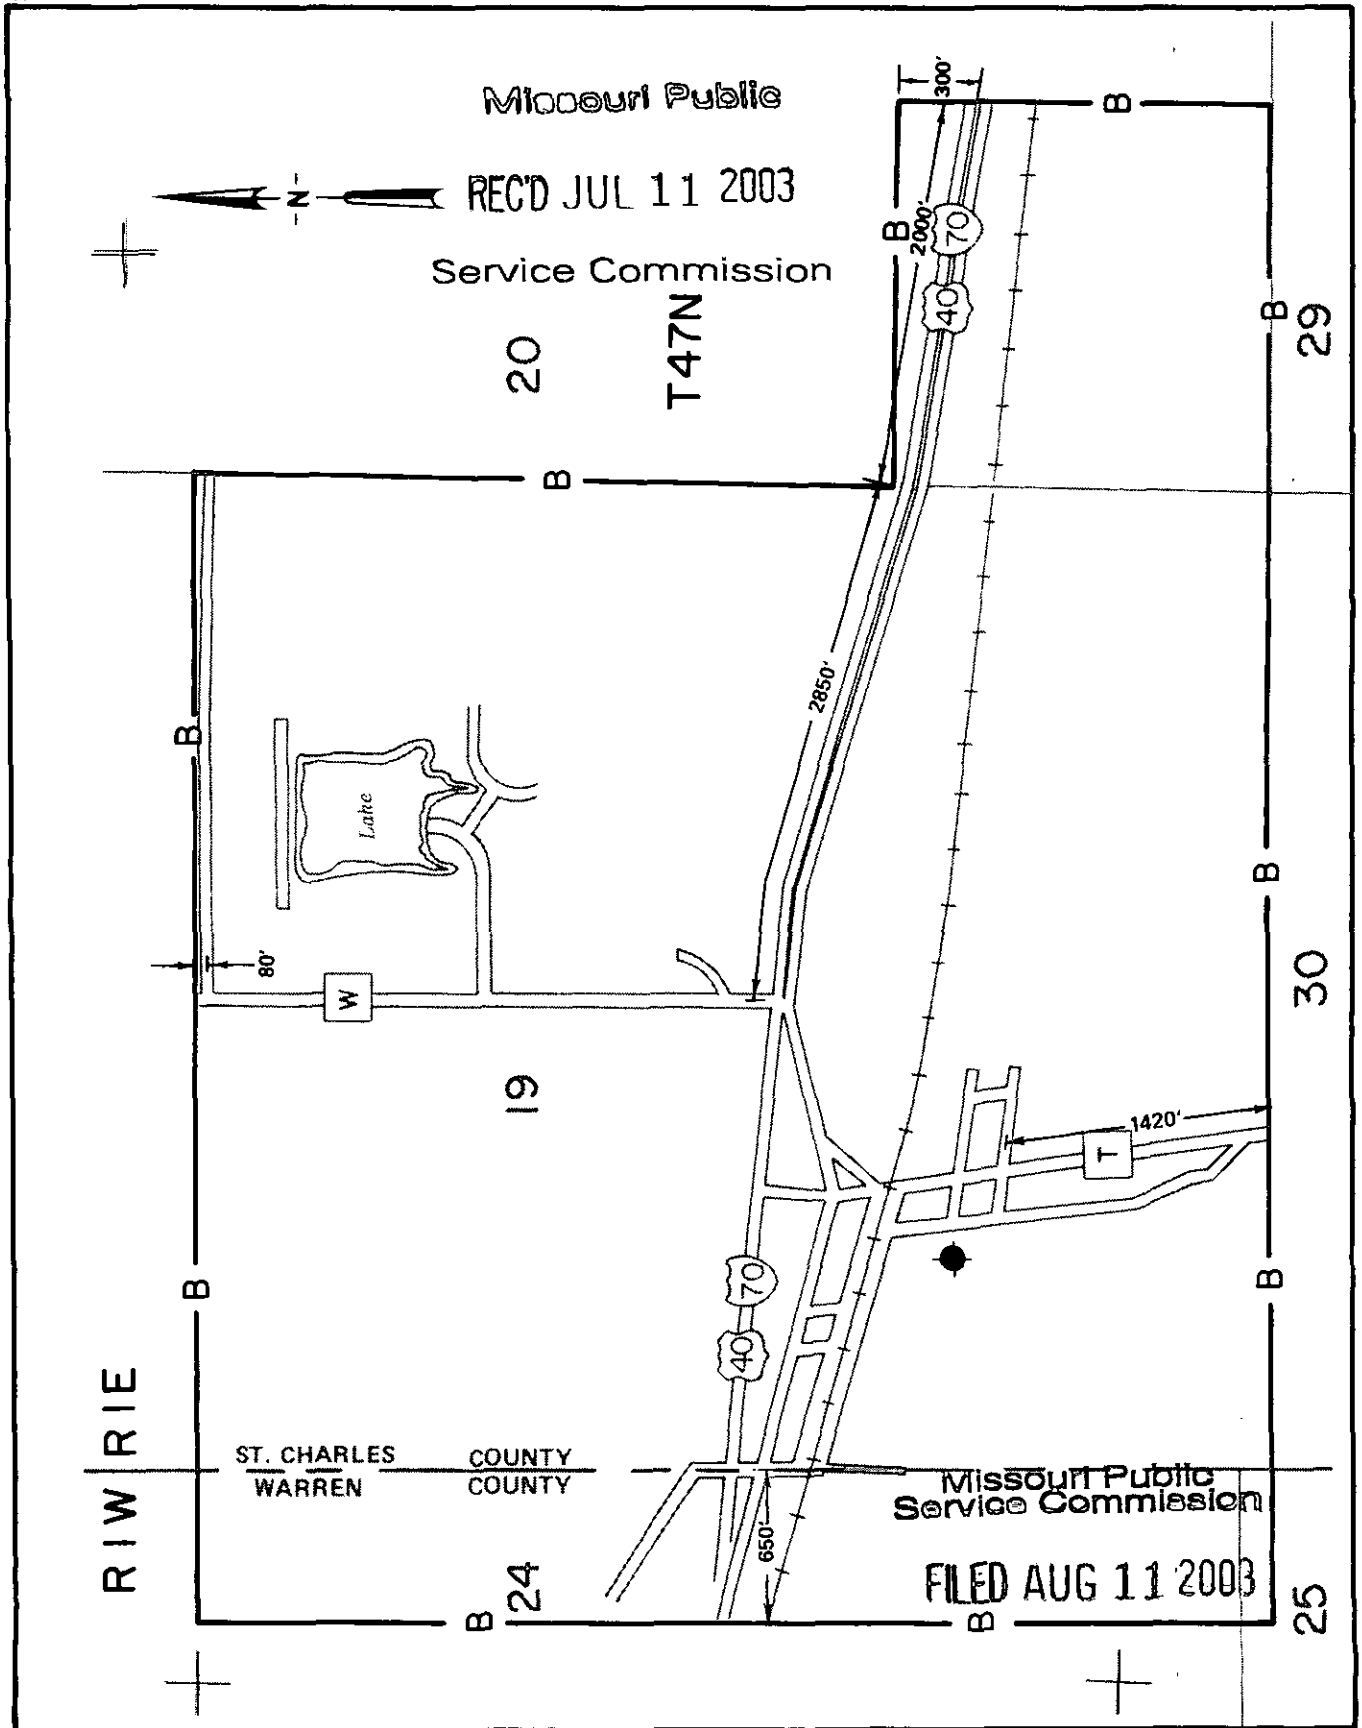 Missouri Public
REC'D JUL 11 2003
Service Commission
N
300'
B
B
2000'
70
40
B
29
20
T47N
B
B
2850'
Lake
80'
W
B
30
19
1420'
T
B
B
70
40
R1W R1E
ST. CHARLES COUNTY
WARREN COUNTY
650'
Missouri Public
Service Commission
FILED AUG 11 2003
24
B
B
25